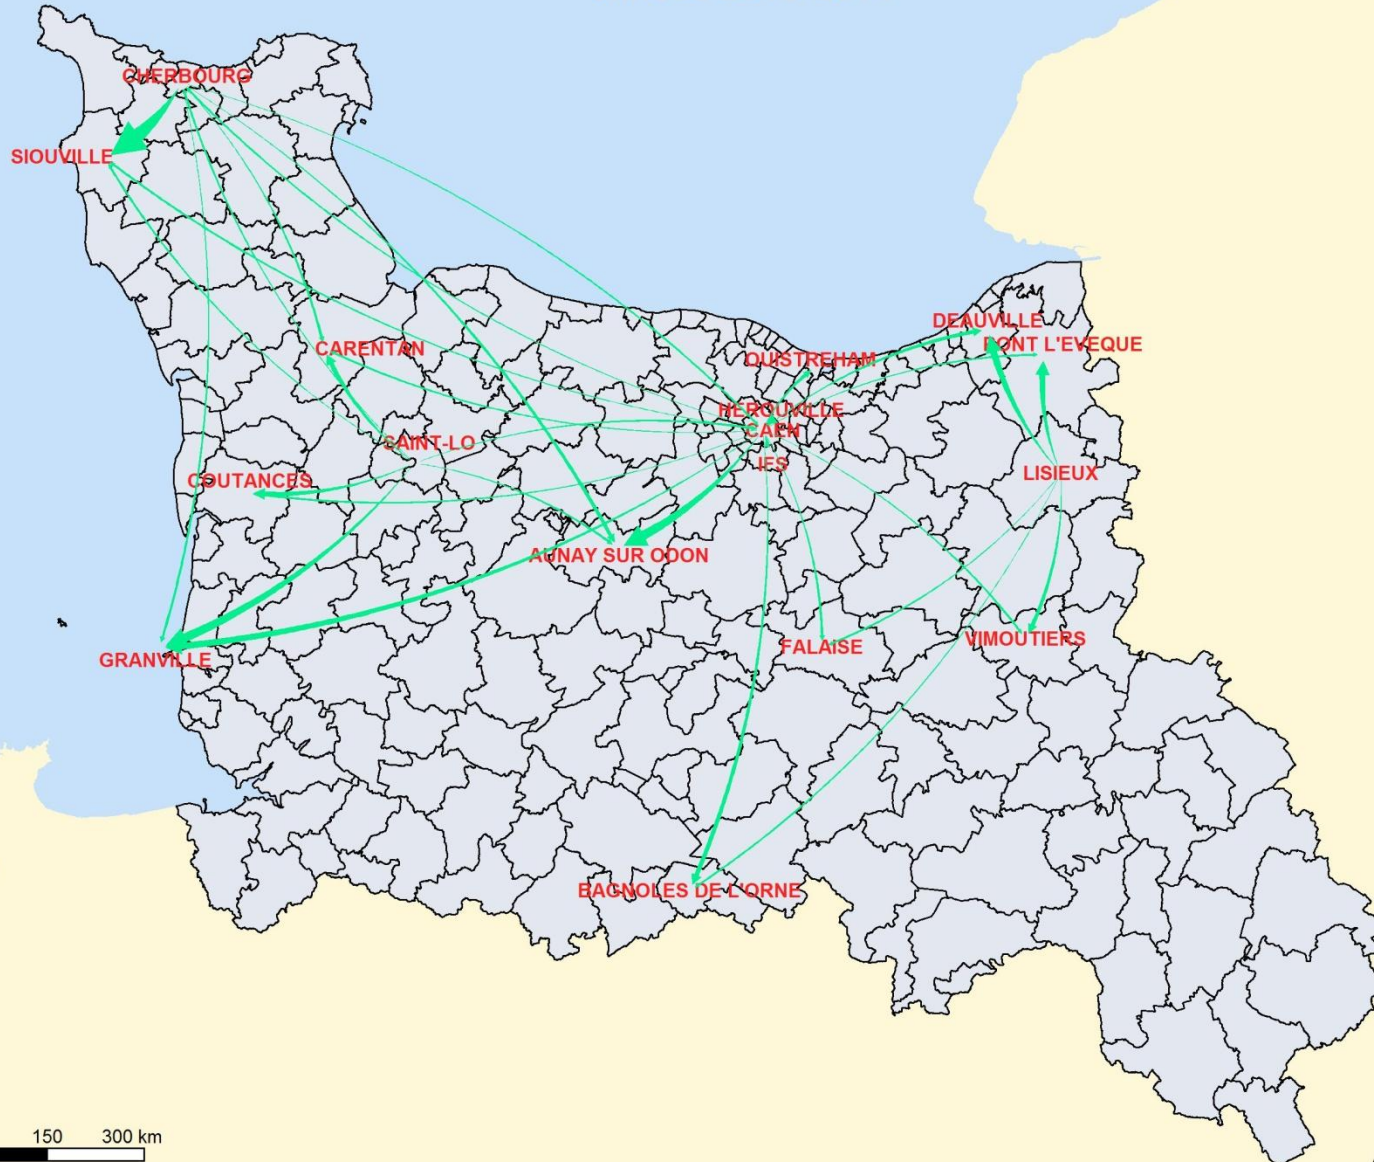 CHERBOURG
SIOUVILLE
DEAUVILLE
PONT L'EVEQUE
CARENTAN
OUISTREHAM
HEROUVILLE
CAEN
SAINT-LO
IFS
LISIEUX
COUTANCES
AUNAY SUR ODON
VIMOUTIERS
FALAISE
GRANVILLE
BAGNOLES DE L'ORNE
150 300 km